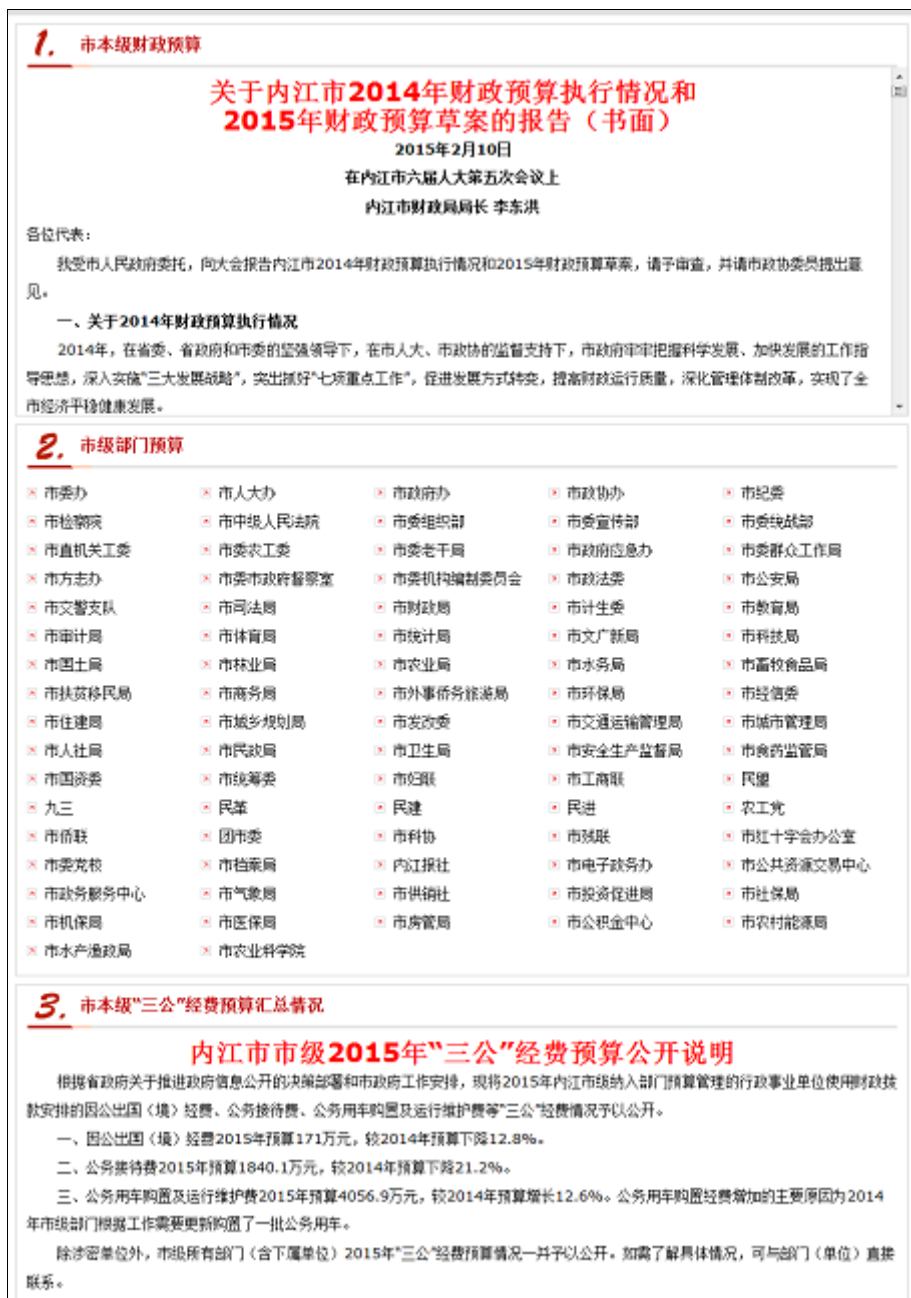 1. 市本级财政预算
关于内江市2014年财政预算执行情况和
2015年财政预算草案的报告（书面）
2015年2月10日
在内江市六届人大第五次会议上
内江市财政局局长 李东洪
各位代表：
我受市人民政府委托，向大会报告内江市2014年财政预算执行情况和2015年财政预算草案，请予审查，并请市政协委员提出意
见。
一、关于2014年财政预算执行情况
2014年，在省委、省政府和市委的坚强领导下，在市人大、市政协的监督支持下，市政府牢牢把握科学发展、加快发展的工作指
导思想，深入实施“三大发展战略”，突出抓好“七项重点工作”，促进发展方式转变，提高财政运行质量，深化管理体制改革，实现了全
市经济平稳健康发展。
2. 市级部门预算
市委办 市人大办 市政府办 市政协办 市纪委
市检察院 市中级人民法院 市委组织部 市委宣传部 市委统战部
市直机关工委 市委农工委 市委老干局 市政府应急办 市委群众工作局
市方志办 市委市政府督察室 市委机构编制委员会 市政法委 市公安局
市交警支队 市司法局 市财政局 市计生委 市教育局
市审计局 市体育局 市统计局 市文广新局 市科技局
市国土局 市林业局 市农业局 市水务局 市畜牧食品局
市扶贫移民局 市商务局 市外事侨务旅游局 市环保局 市经信委
市住建局 市城乡规划局 市发改委 市交通运输管理局 市城市管理局
市人社局 市民政局 市卫生局 市安全生产监督局 市食药监管局
市国资委 市统筹委 市妇联 市工商联 民盟
九三 民革 民建 民进 农工党
市侨联 团市委 市科协 市残联 市红十字会办公室
市委党校 市档案局 内江报社 市电子政务办 市公共资源交易中心
市政务服务中心 市气象局 市供销社 市投资促进局 市社保局
市机保局 市医保局 市房管局 市公积金中心 市农村能源局
市水产渔政局 市农业科学院
3. 市本级“三公”经费预算汇总情况
内江市市级2015年“三公”经费预算公开说明
根据省政府关于推进政府信息公开的决策部署和市政府工作安排，现将2015年内江市级纳入部门预算管理的行政事业单位使用财政拨
款安排的因公出国（境）经费、公务接待费、公务用车购置及运行维护费等“三公”经费情况予以公开。
一、因公出国（境）经费2015年预算171万元，较2014年预算下降12.8%。
二、公务接待费2015年预算1840.1万元，较2014年预算下降21.2%。
三、公务用车购置及运行维护费2015年预算4056.9万元，较2014年预算增长12.6%。公务用车购置经费增加的主要原因为2014
年市级部门根据工作需要更新购置了一批公务用车。
除涉密单位外，市级所有部门（含下属单位）2015年“三公”经费预算情况一并予以公开。如需了解具体情况，可与部门（单位）直接
联系。